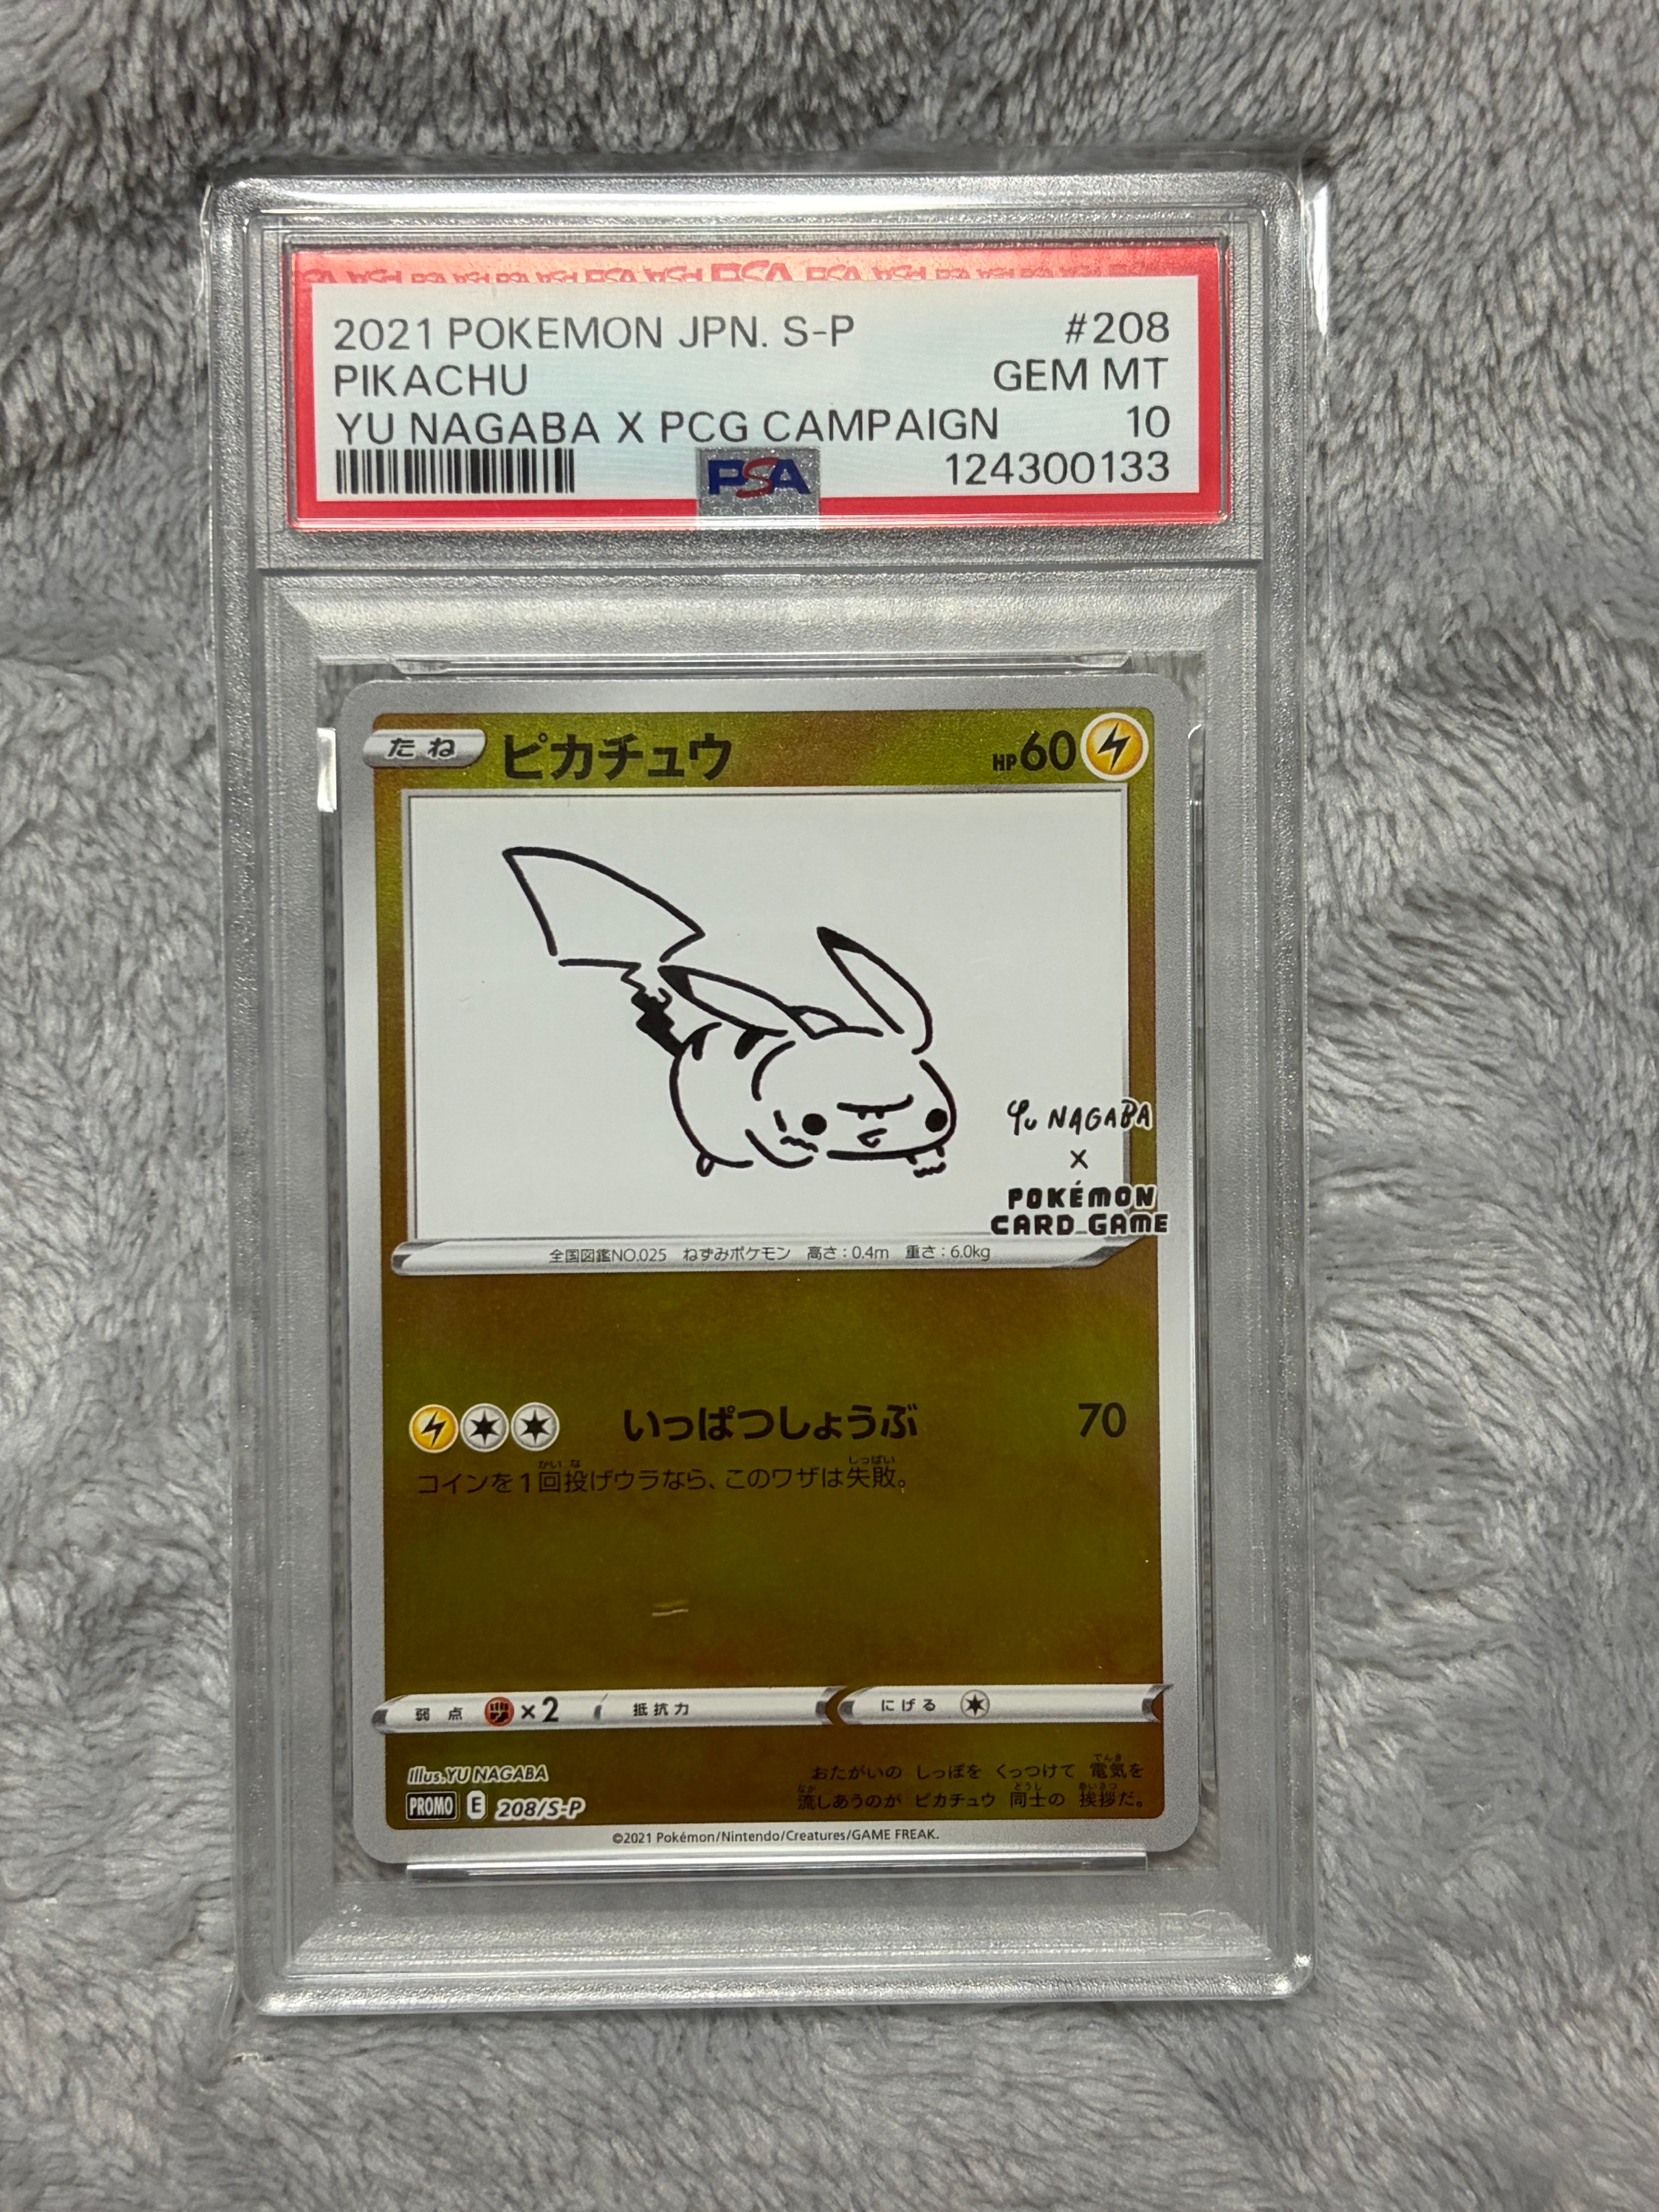 2021 POKEMON JPN. S-P #208
PIKACHU GEM MT
YU NAGABA X PCG CAMPAIGN 10
PSA 124300133
たね ピカチュウ HP60
YU NAGABA
X
POKÉMON
CARD GAME
全国図鑑NO.025 ねずみポケモン 高さ:0.4m 重さ:6.0kg
いっぱつしょうぶ 70
コインを1回投げウラなら、このワザは失敗。
弱点 ×2 抵抗力 にげる
Illus.YU NAGABA
PROMO E 208/S-P
おたがいの しっぽを くっつけて 電気を
流しあうのが ピカチュウ 同士の 挨拶だ。
©2021 Pokémon/Nintendo/Creatures/GAME FREAK.